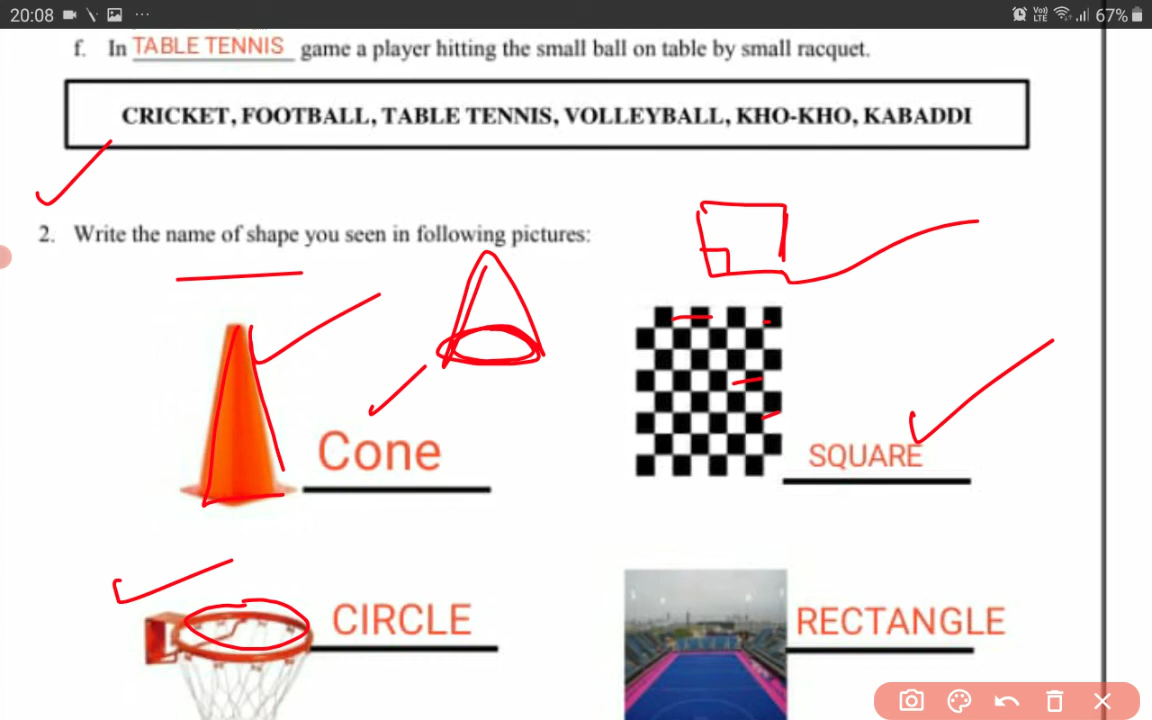 20:08 67%
f. In TABLE TENNIS game a player hitting the small ball on table by small racquet.
CRICKET, FOOTBALL, TABLE TENNIS, VOLLEYBALL, KHO-KHO, KABADDI
2. Write the name of shape you seen in following pictures:
Cone
SQUARE
CIRCLE
RECTANGLE